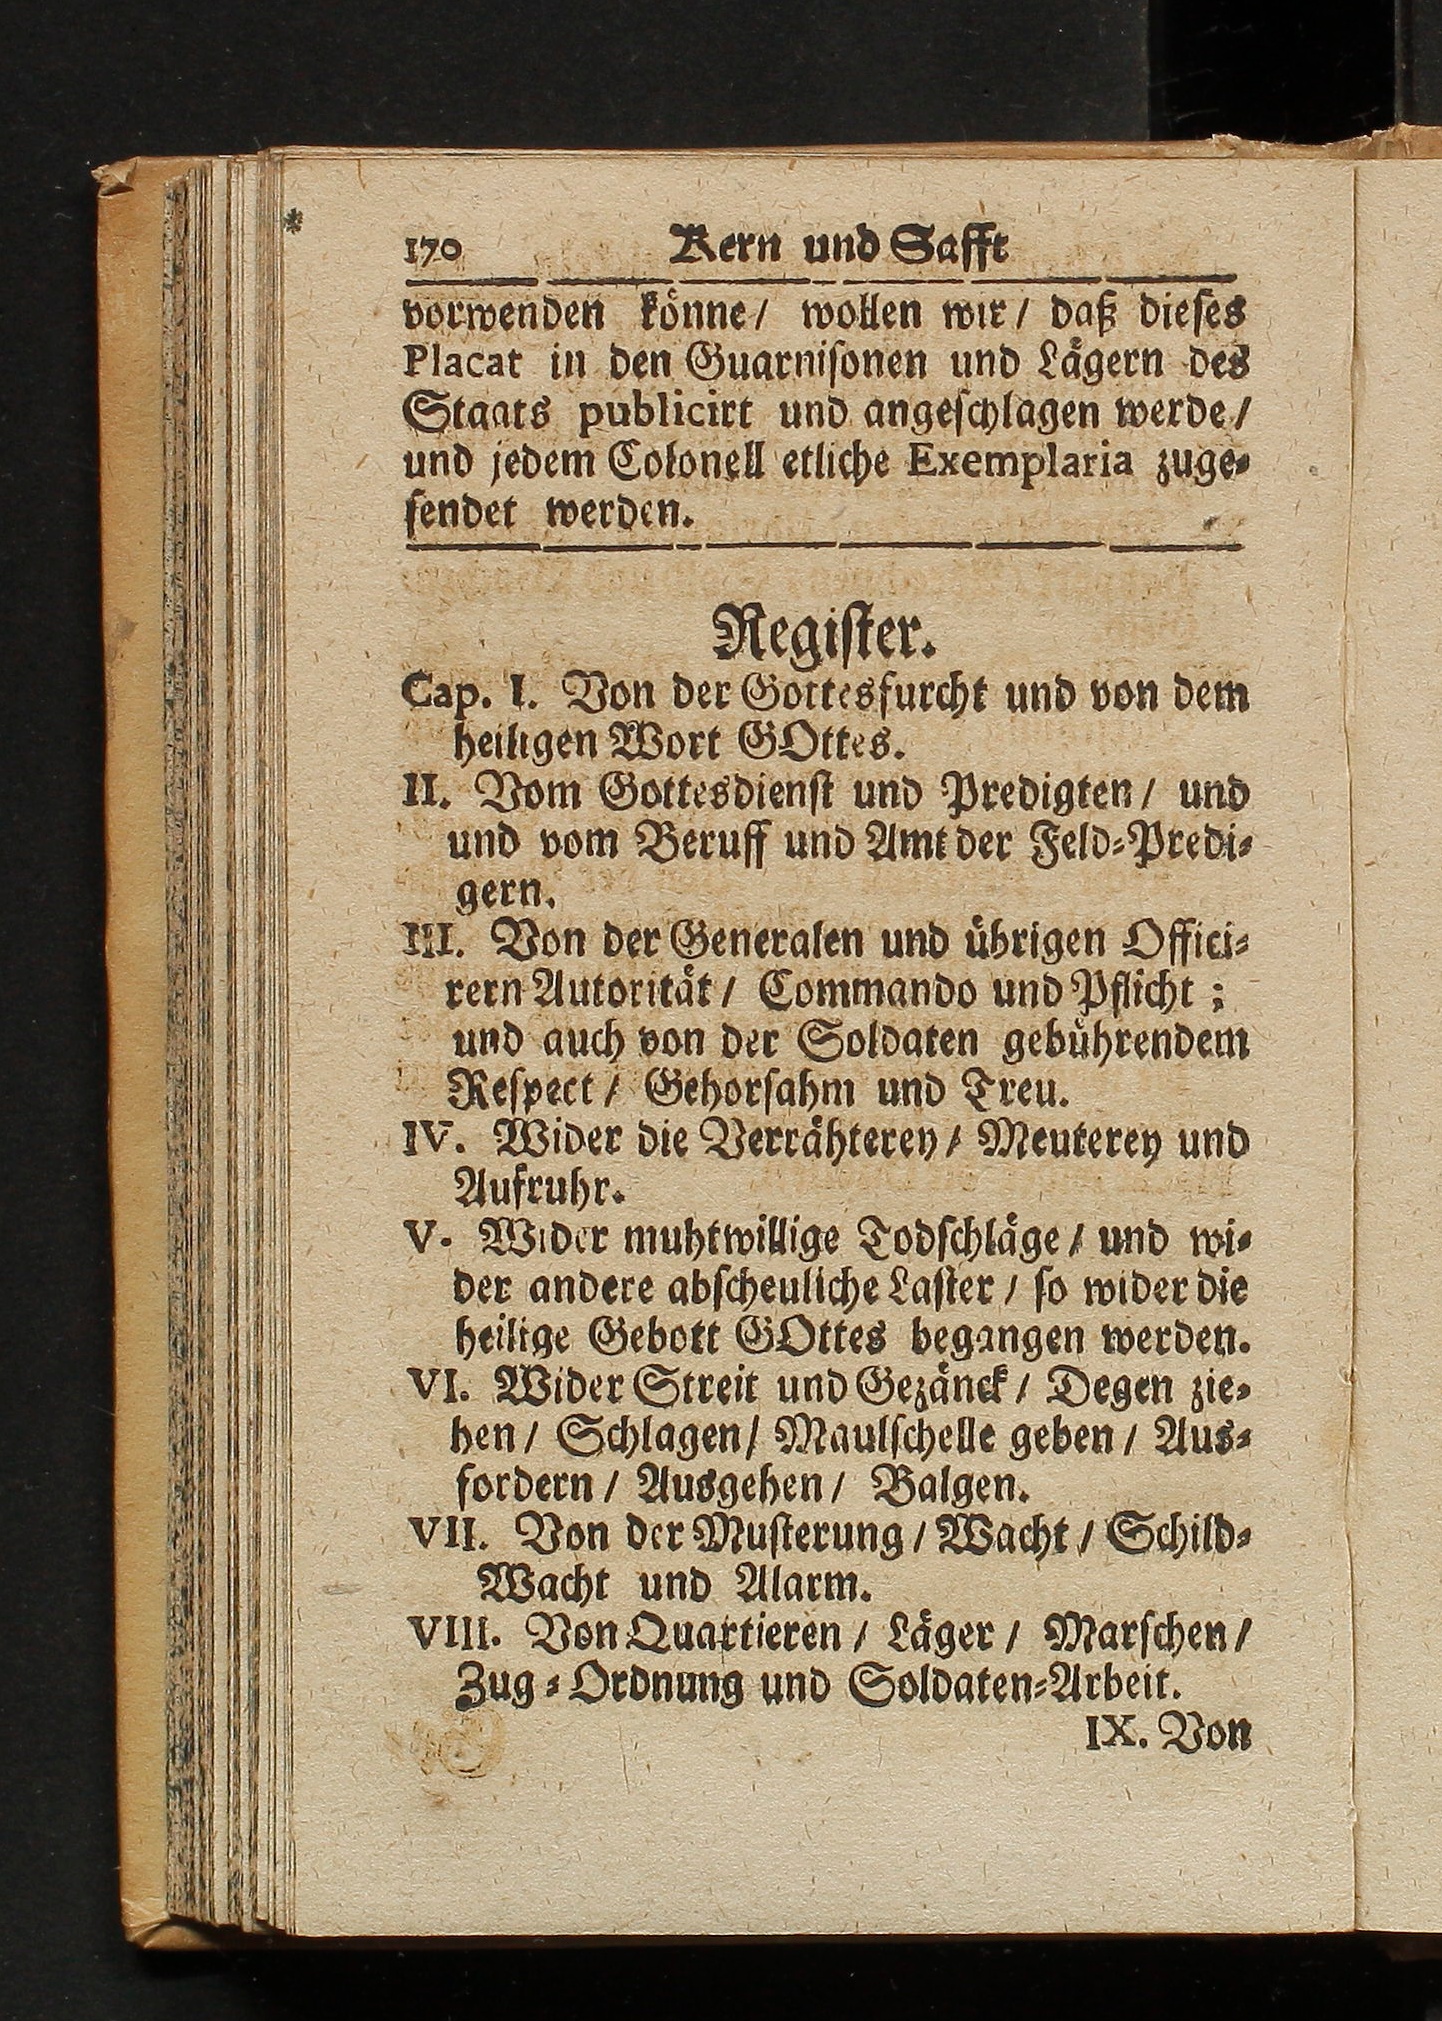 170 Kern und Safft
vorwenden könne/ wollen wir/ daß dieses
Placat in den Guarnisonen und Lägern des
Staats publicirt und angeschlagen werde/
und jedem Colonell etliche Exemplaria zuge-
sendet werden.
Register.
Cap. I. Von der Gottesfurcht und von dem
heiligen Wort GOttes.
II. Vom Gottesdienst und Predigten/ und
und vom Beruff und Amt der Feld-Predi-
gern.
III. Von der Generalen und übrigen Offici-
rern Autorität/ Commando und Pflicht;
und auch von der Soldaten gebührendem
Respect/ Gehorsahm und Treu.
IV. Wider die Verrähterey/ Meuterey und
Aufruhr.
V. Wider muhtwillige Todschläge/ und wi-
der andere abscheuliche Laster/ so wider die
heilige Gebott GOttes begangen werden.
VI. Wider Streit und Gezänck/ Degen zie-
hen/ Schlagen/ Maulschelle geben/ Aus-
fordern/ Ausgehen/ Balgen.
VII. Von der Musterung/ Wacht/ Schild-
Wacht und Alarm.
VIII. Von Quartieren/ Läger/ Marschen/
Zug-Ordnung und Soldaten-Arbeit.
IX. Von